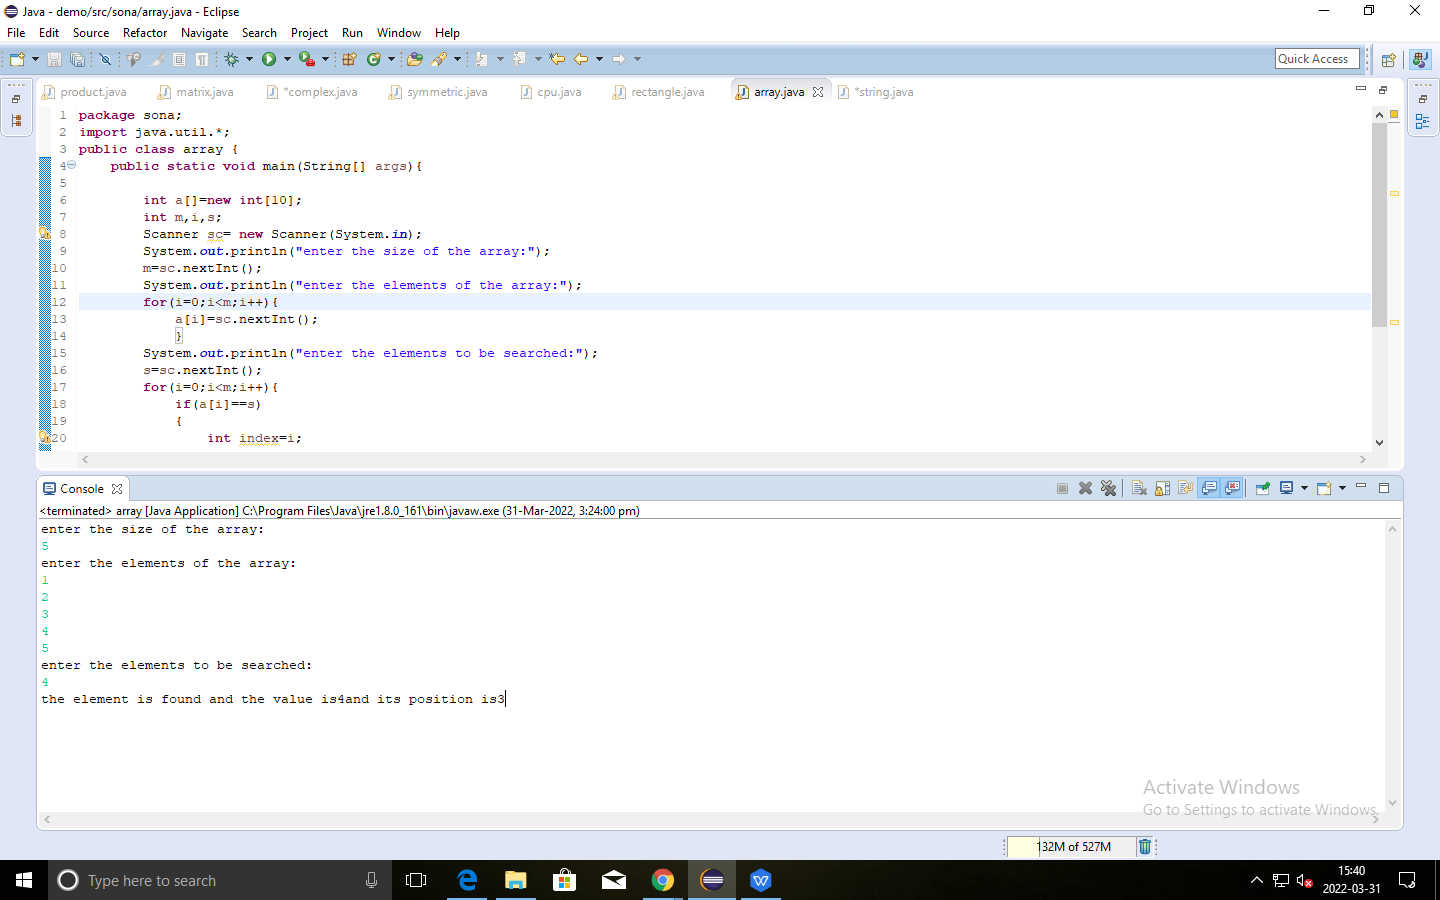 Java - demo/src/sona/array.java - Eclipse
File Edit Source Refactor Navigate Search Project Run Window Help
Quick Access
product.java matrix.java *complex.java symmetric.java cpu.java rectangle.java array.java *string.java
1 package sona;
2 import java.util.*;
3 public class array {
4 public static void main(String[] args){
5
6 int a[]=new int[10];
7 int m,i,s;
8 Scanner sc= new Scanner(System.in);
9 System.out.println("enter the size of the array:");
10 m=sc.nextInt();
11 System.out.println("enter the elements of the array:");
12 for(i=0;i<m;i++){
13 a[i]=sc.nextInt();
14 }
15 System.out.println("enter the elements to be searched:");
16 s=sc.nextInt();
17 for(i=0;i<m;i++){
18 if(a[i]==s)
19 {
20 int index=i;
Console
<terminated> array [Java Application] C:\Program Files\Java\jre1.8.0_161\bin\javaw.exe (31-Mar-2022, 3:24:00 pm)
enter the size of the array:
5
enter the elements of the array:
1
2
3
4
5
enter the elements to be searched:
4
the element is found and the value is4and its position is3
Activate Windows
Go to Settings to activate Windows.
132M of 527M
Type here to search
15:40
2022-03-31